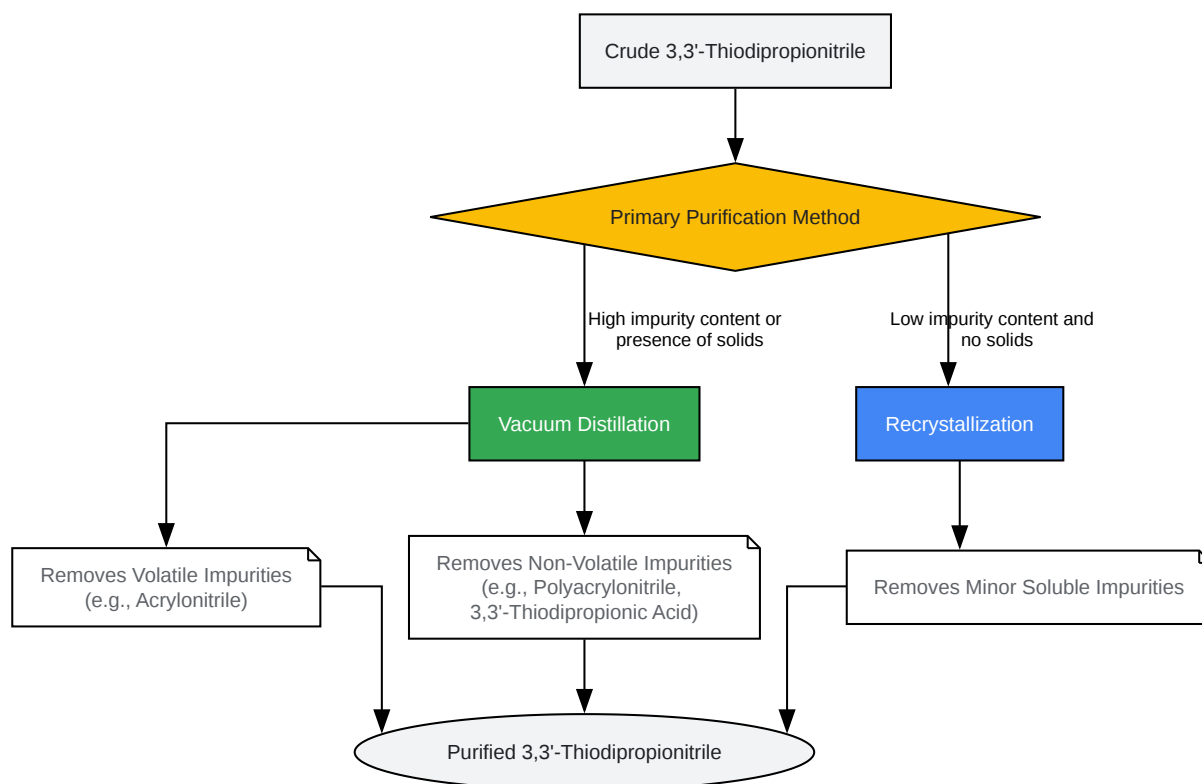 Crude 3,3'-Thiodipropionitrile
Primary Purification Method
High impurity content or
presence of solids
Low impurity content and
no solids
Vacuum Distillation
Recrystallization
Removes Volatile Impurities
(e.g., Acrylonitrile)
Removes Non-Volatile Impurities
(e.g., Polyacrylonitrile,
3,3'-Thiodipropionic Acid)
Removes Minor Soluble Impurities
Purified 3,3'-Thiodipropionitrile